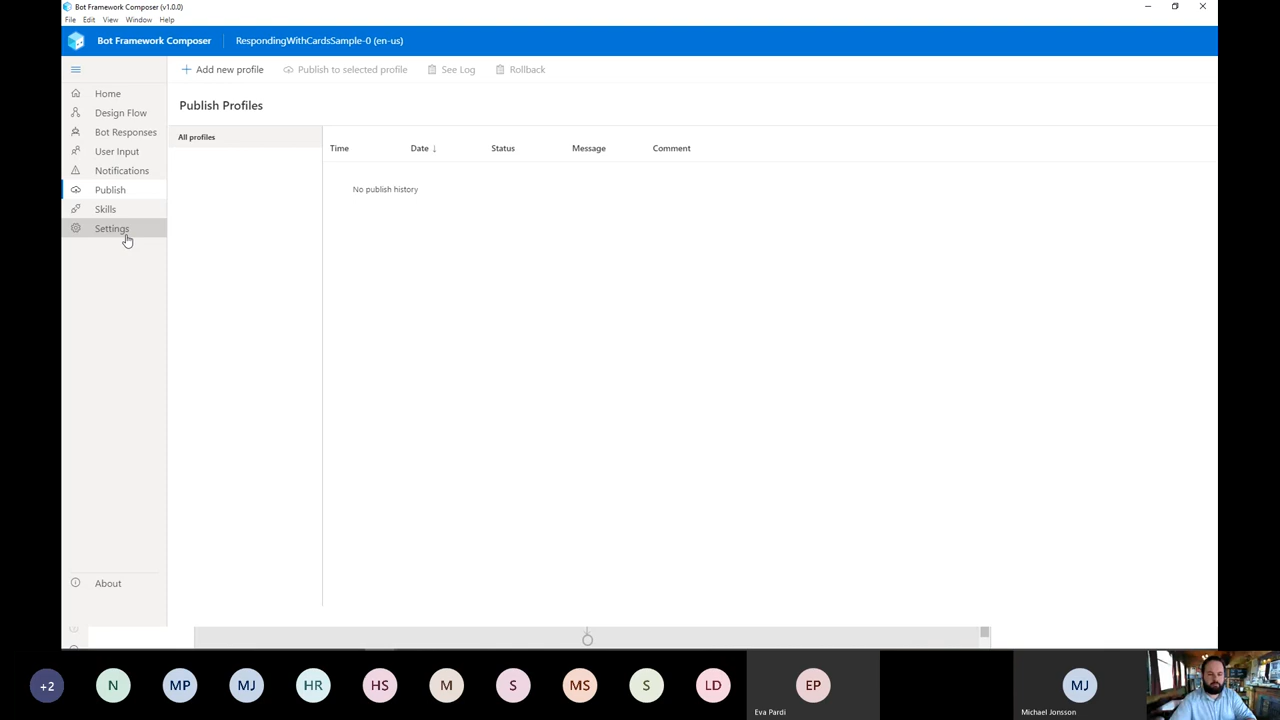 Bot Framework Composer (v1.0.0)
File Edit View Window Help
Bot Framework Composer RespondingWithCardsSample-0 (en-us)
Add new profile Publish to selected profile See Log Rollback
Home
Design Flow
Bot Responses
User Input
Notifications
Publish
Skills
Settings
About
Publish Profiles
All profiles
Time Date ↓ Status Message Comment
No publish history
+2 N MP MJ HR HS M S MS S LD EP MJ
Eva Pardi Michael Jonsson